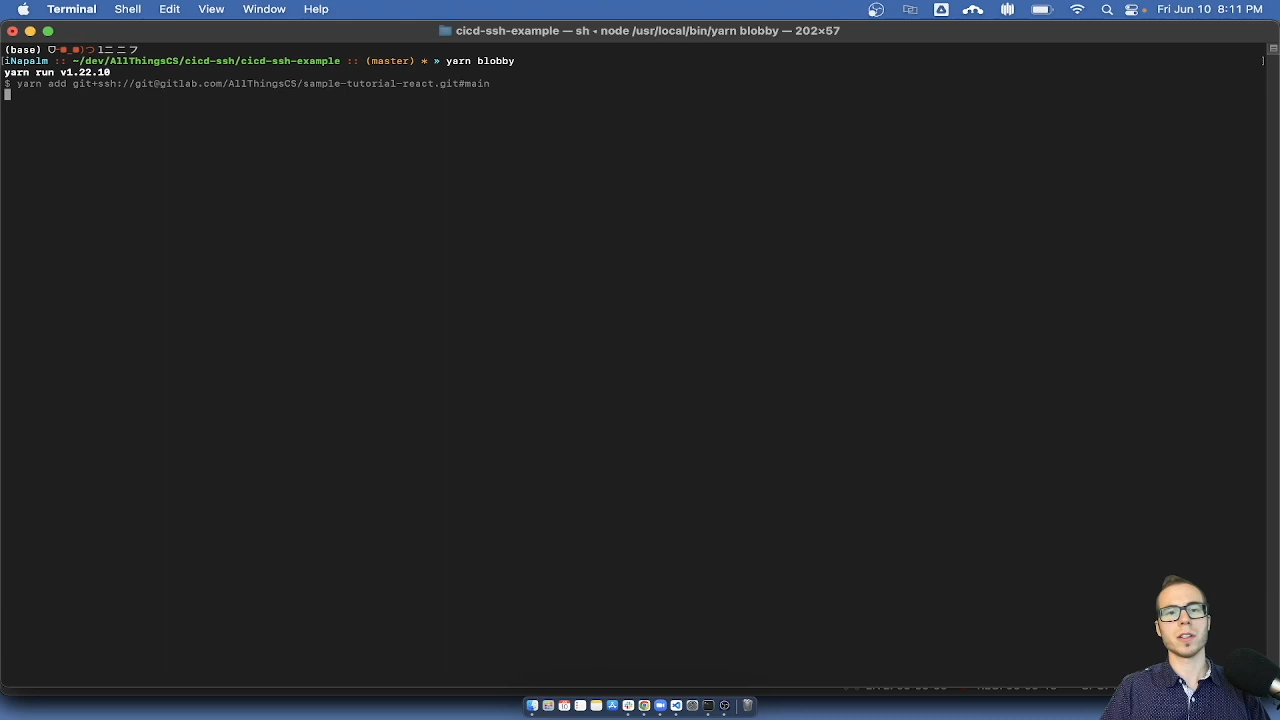 Terminal Shell Edit View Window Help Fri Jun 10 8:11 PM
cicd-ssh-example — sh ◂ node /usr/local/bin/yarn blobby — 202×57
(base)
[iNapalm :: ~/dev/AllThingsCS/cicd-ssh/cicd-ssh-example :: (master) * » yarn blobby ]
yarn run v1.22.10
$ yarn add git+ssh://git@gitlab.com/AllThingsCS/sample-tutorial-react.git#main